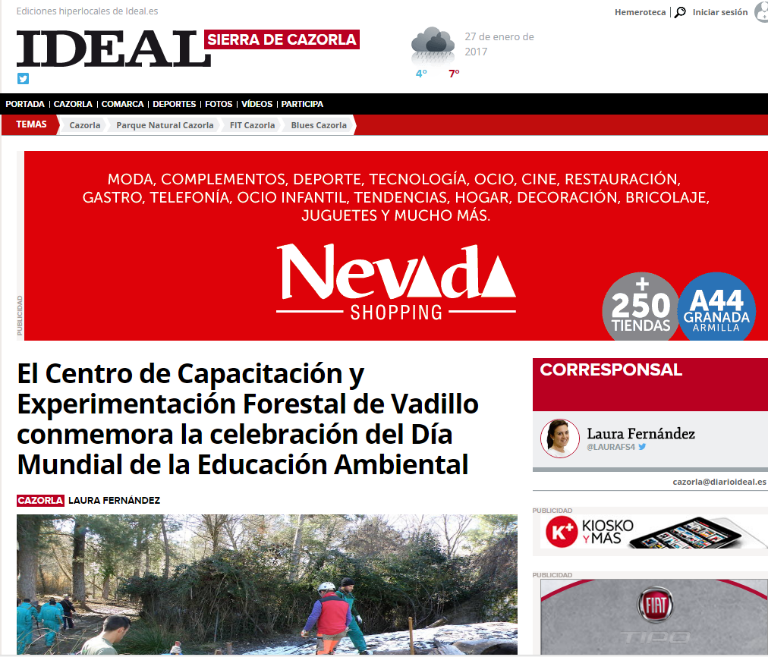 Ediciones hiperlocales de Ideal.es
Hemeroteca | Iniciar sesión
IDEAL SIERRA DE CAZORLA
27 de enero de
2017
4º 7º
PORTADA | CAZORLA | COMARCA | DEPORTES | FOTOS | VÍDEOS | PARTICIPA
TEMAS Cazorla Parque Natural Cazorla FIT Cazorla Blues Cazorla
PUBLICIDAD
MODA, COMPLEMENTOS, DEPORTE, TECNOLOGÍA, OCIO, CINE, RESTAURACIÓN,
GASTRO, TELEFONÍA, OCIO INFANTIL, TENDENCIAS, HOGAR, DECORACIÓN, BRICOLAJE,
JUGUETES Y MUCHO MÁS.
Nevada
SHOPPING
+
250
TIENDAS
A44
GRANADA
ARMILLA
El Centro de Capacitación y
Experimentación Forestal de Vadillo
conmemora la celebración del Día
Mundial de la Educación Ambiental
CAZORLA LAURA FERNÁNDEZ
CORRESPONSAL
Laura Fernández
@LAURAF54
cazorla@diarioideal.es
PUBLICIDAD
K+ KIOSKO
Y MÁS
PUBLICIDAD
FIAT
TIPO